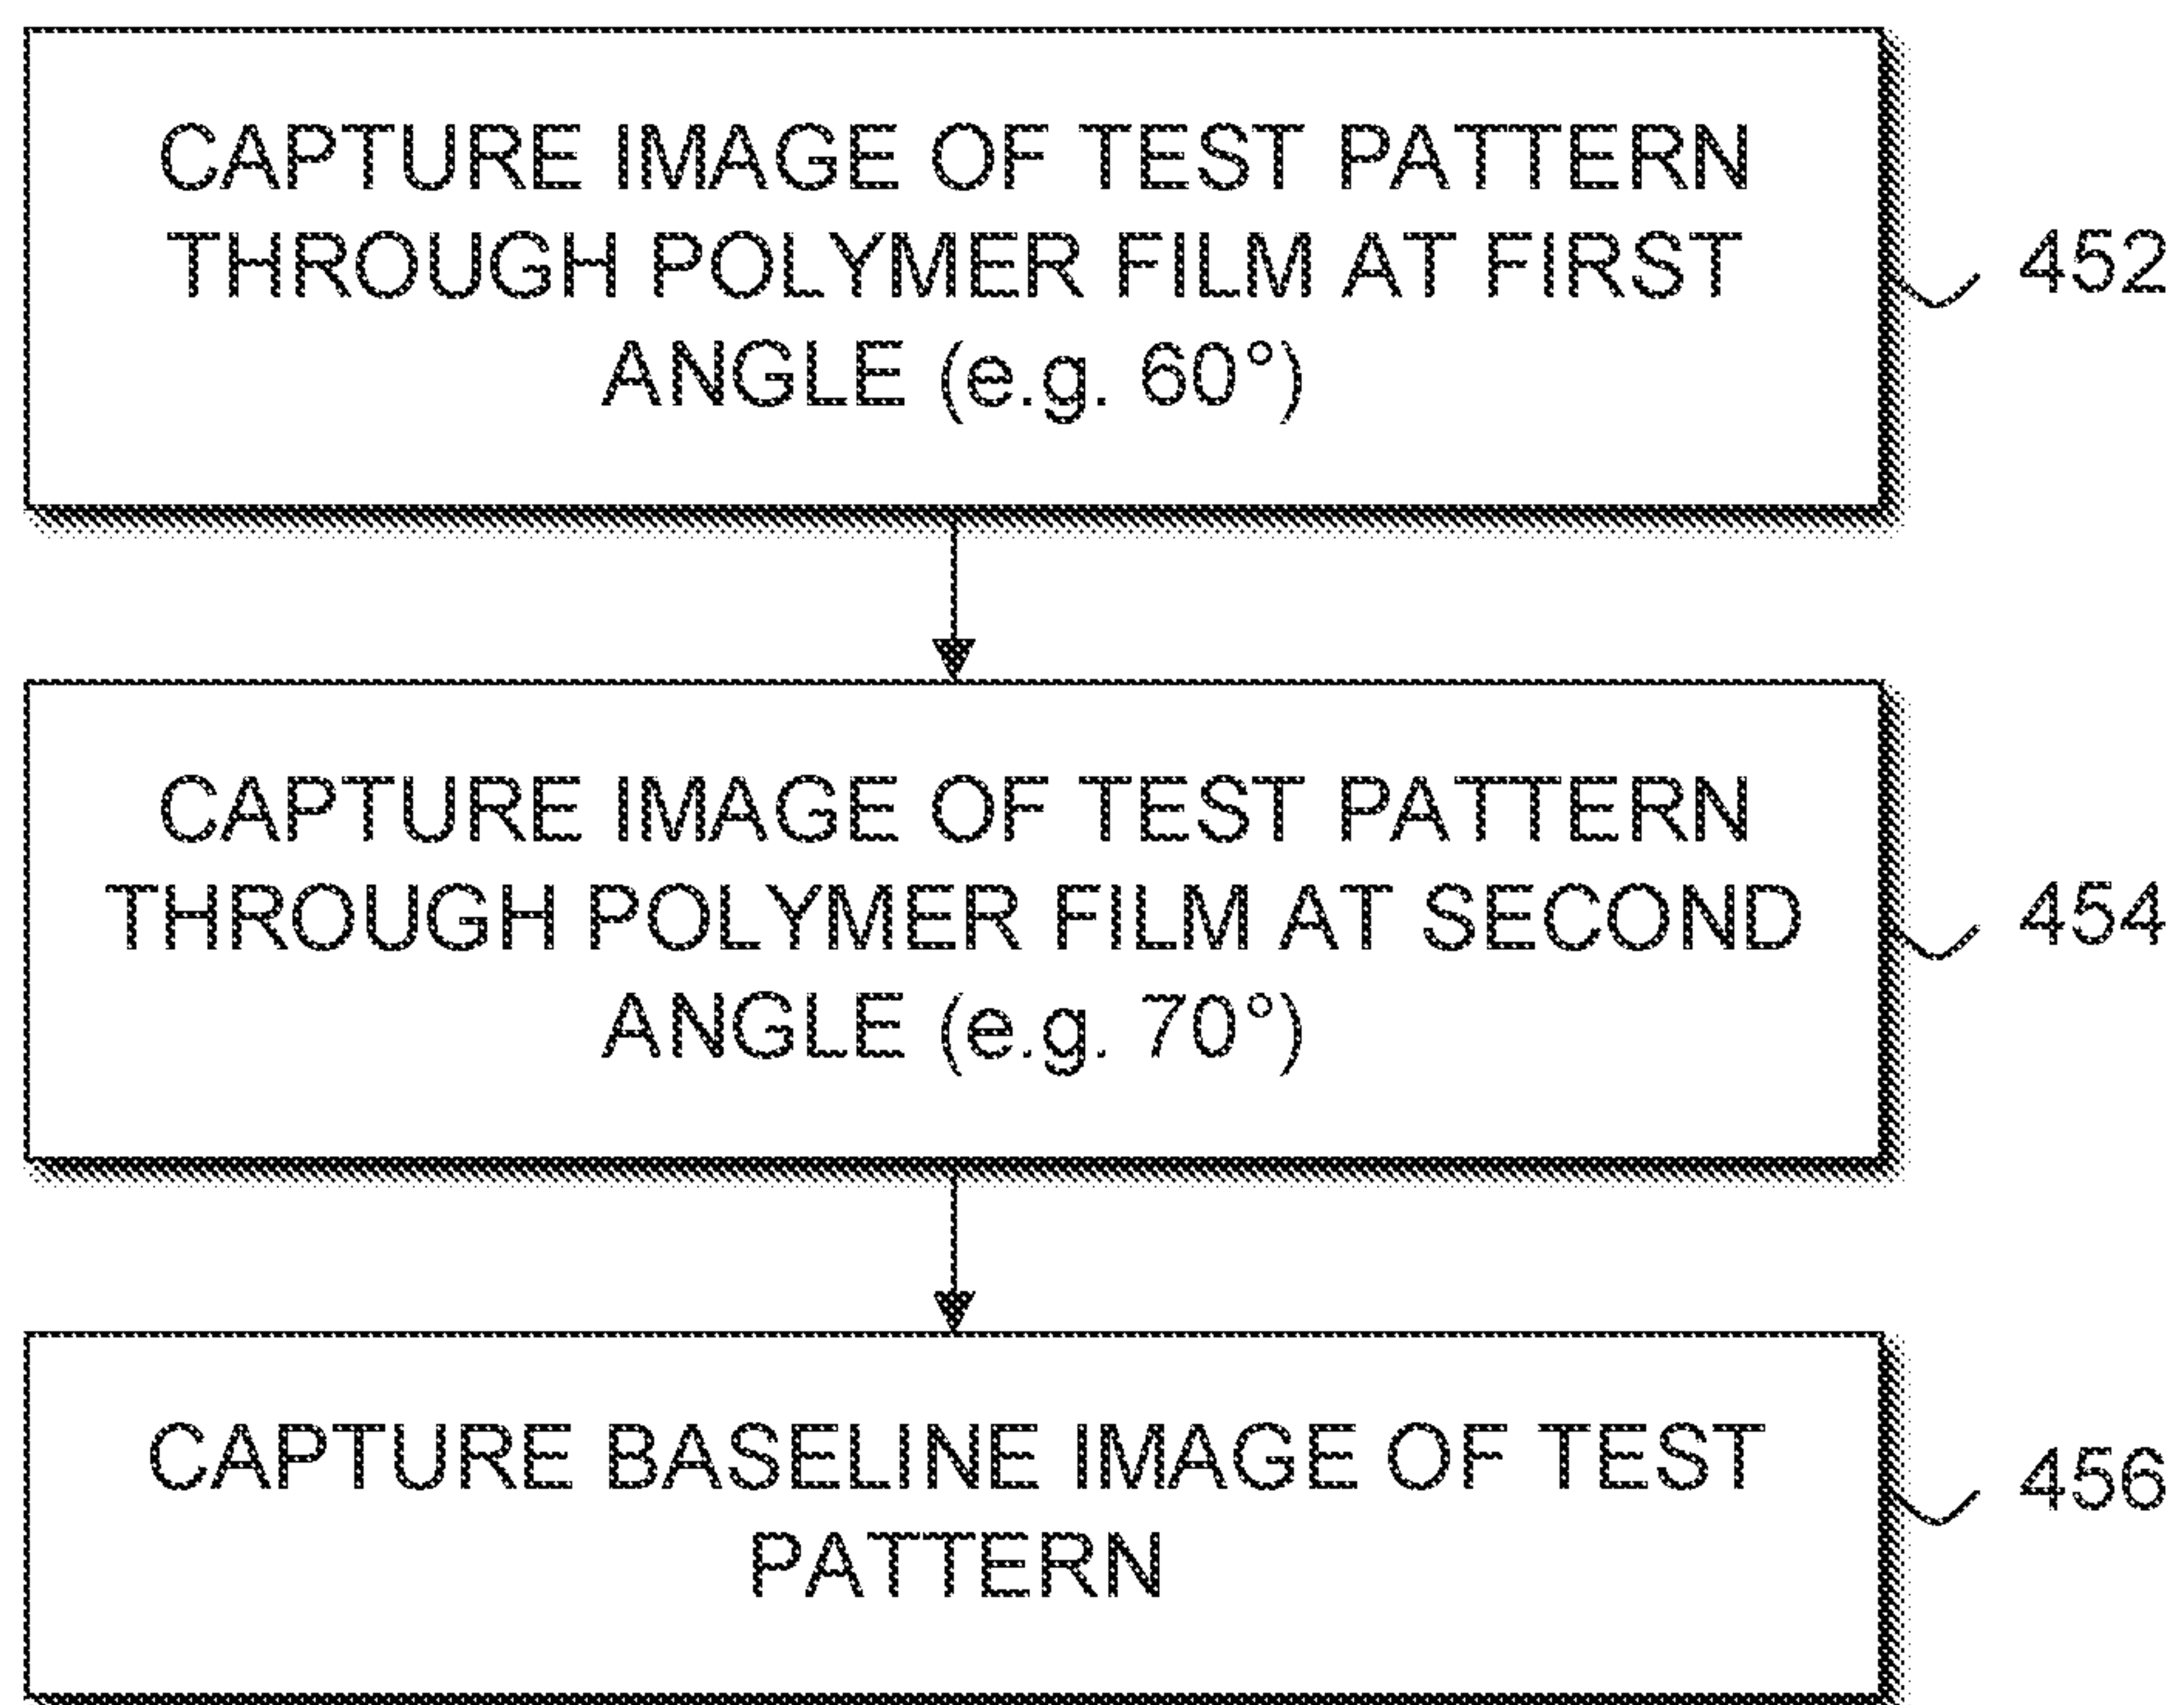 CAPTURE IMAGE OF TEST PATTERN
THROUGH POLYMER FILM AT FIRST
ANGLE (e.g. 60°)
452
CAPTURE IMAGE OF TEST PATTERN
THROUGH POLYMER FILM AT SECOND
ANGLE (e.g. 70°)
454
CAPTURE BASELINE IMAGE OF TEST
PATTERN
456